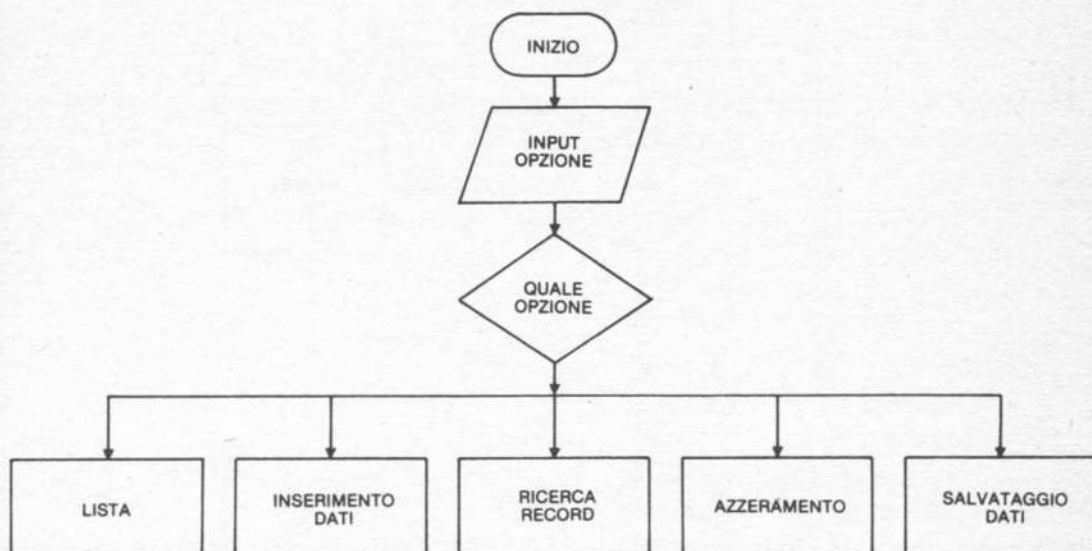 INIZIO
INPUT
OPZIONE
QUALE
OPZIONE
LISTA
INSERIMENTO
DATI
RICERCA
RECORD
AZZERAMENTO
SALVATAGGIO
DATI